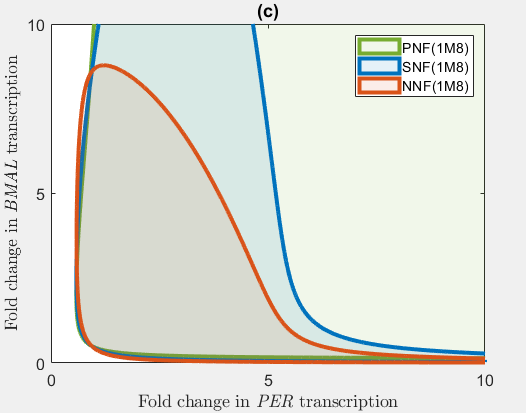 (c)
10
PNF(1M8)
SNF(1M8)
NNF(1M8)
Fold change in BMAL transcription
5
0
0 5 10
Fold change in PER transcription